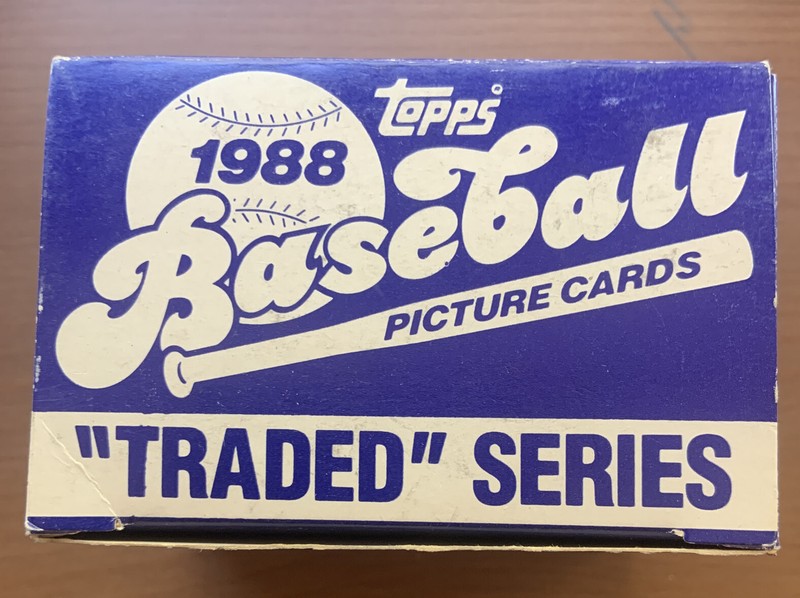 topps®
1988
Baseball
PICTURE CARDS
"TRADED" SERIES